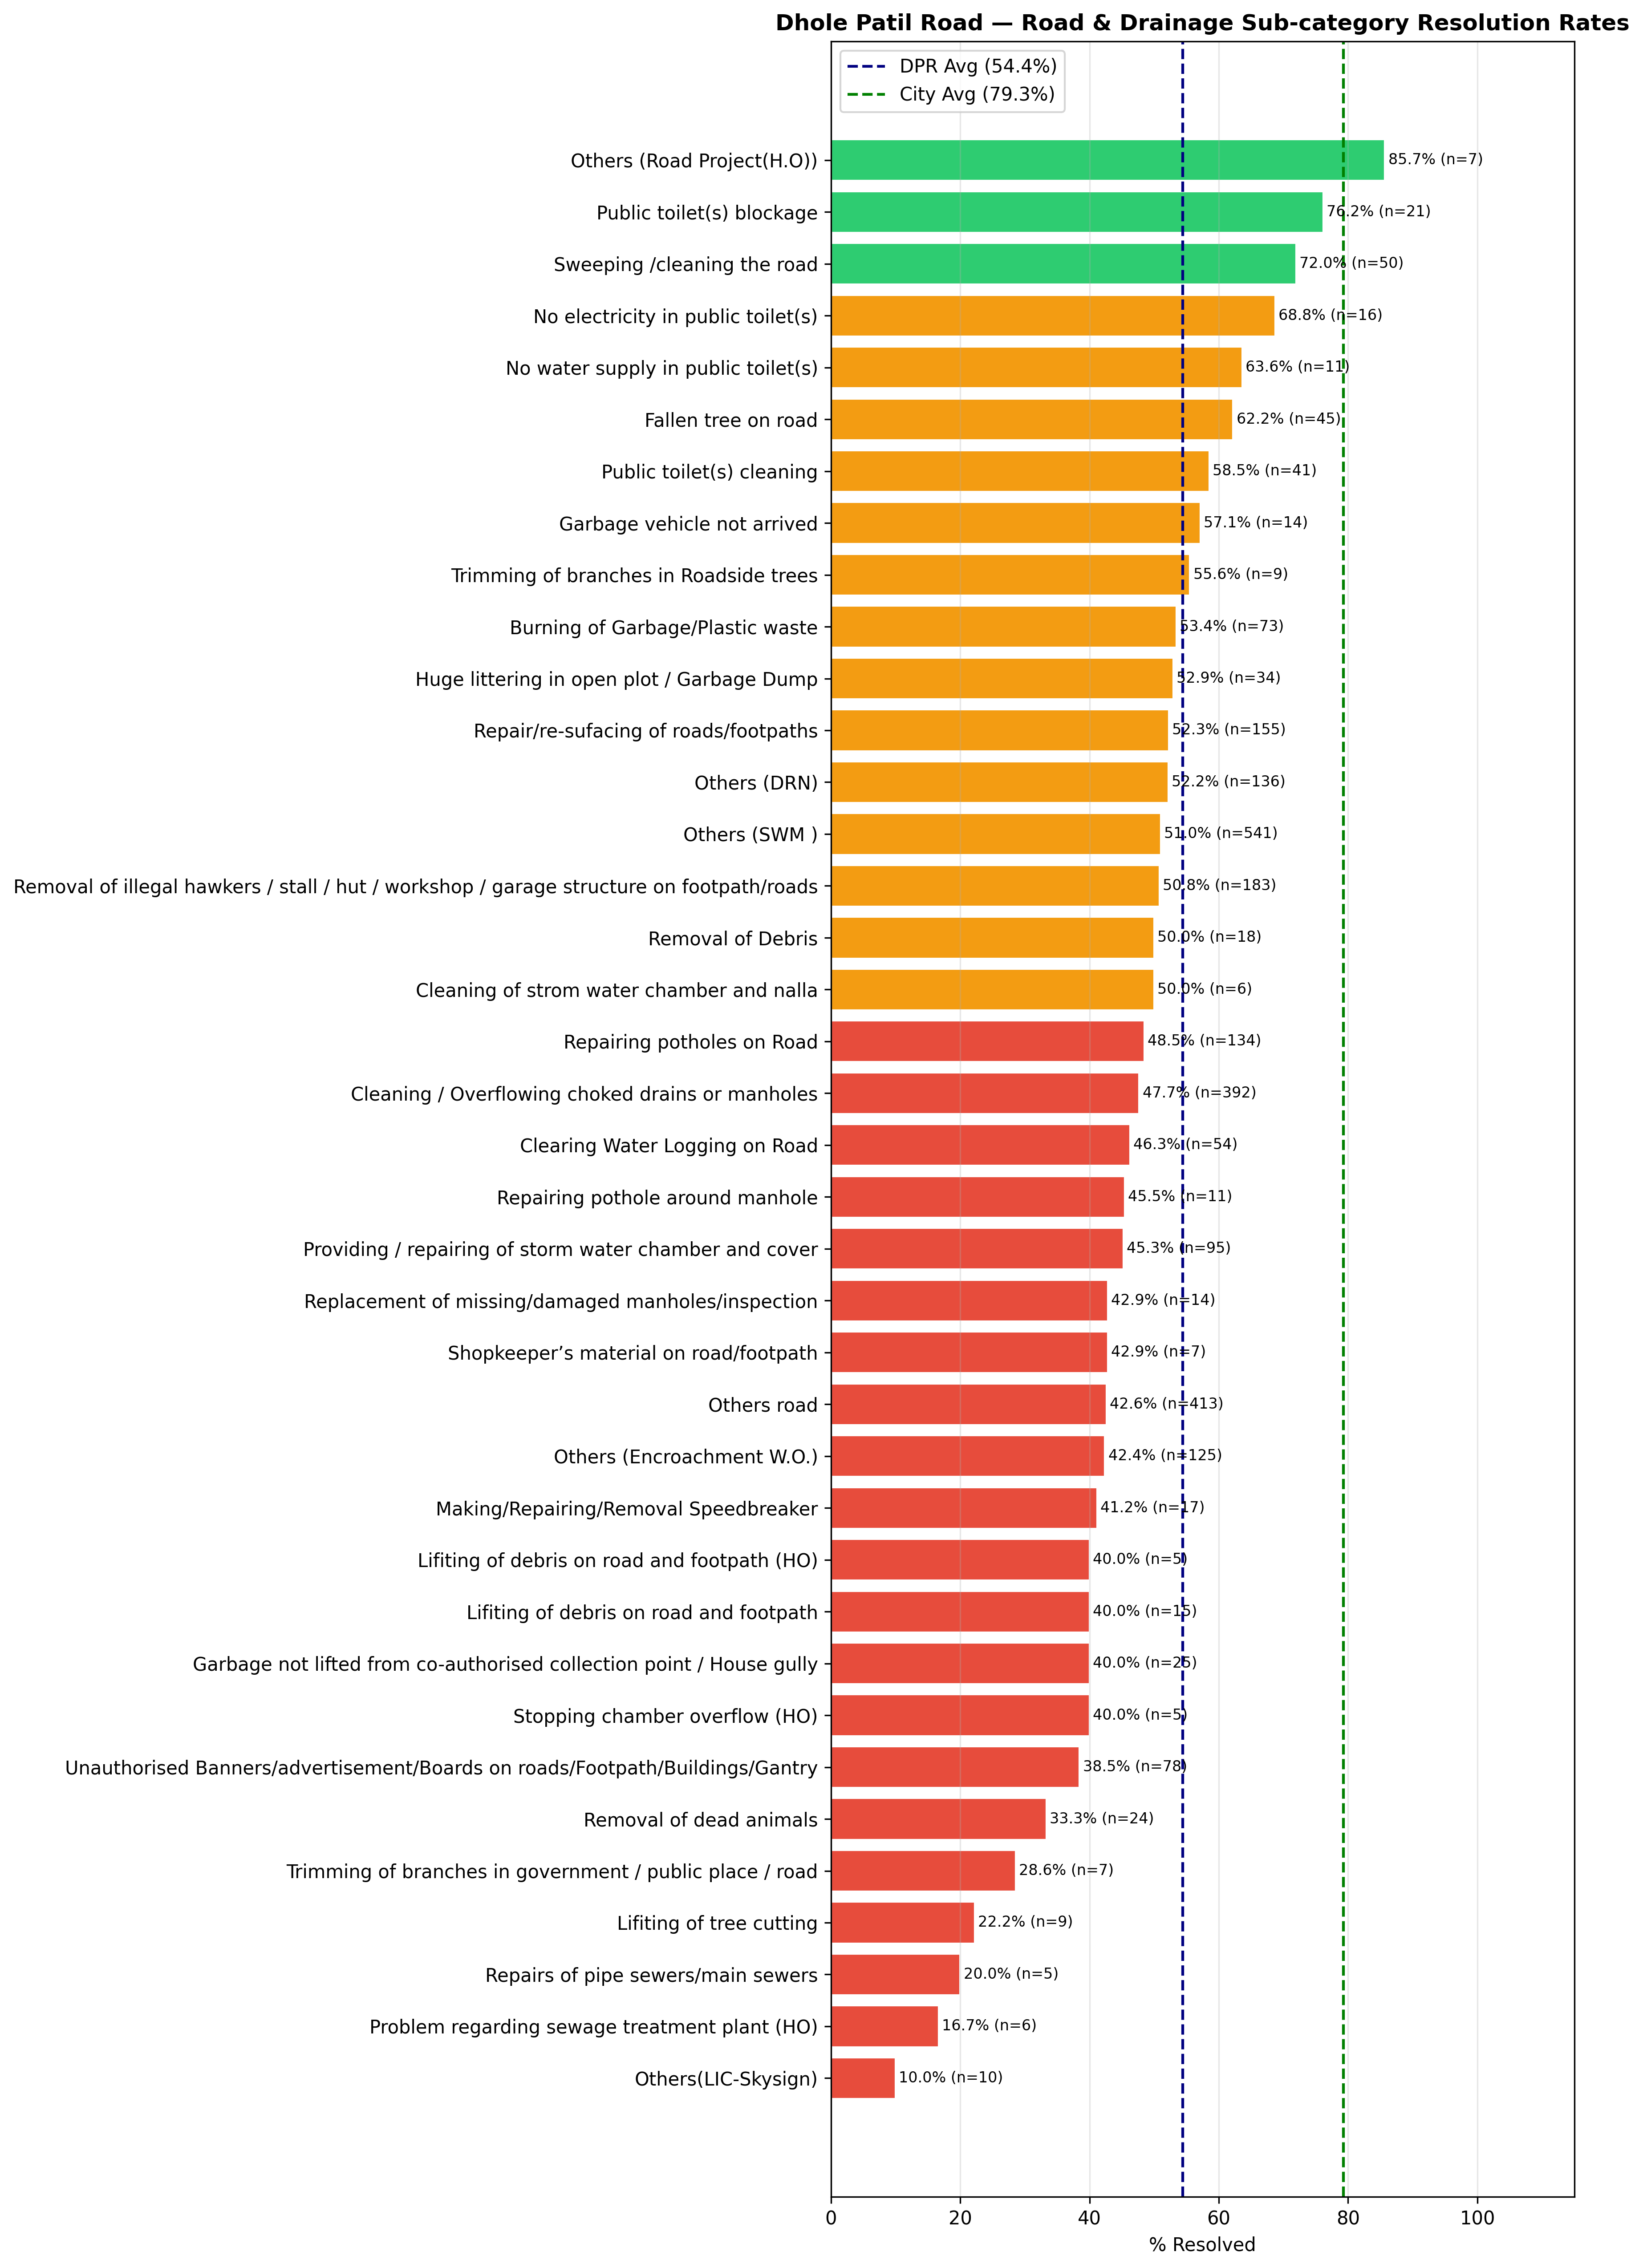 Dhole Patil Road — Road & Drainage Sub-category Resolution Rates
DPR Avg (54.4%)
City Avg (79.3%)
Others (Road Project(H.O)) 85.7% (n=7)
Public toilet(s) blockage 76.2% (n=21)
Sweeping /cleaning the road 72.0% (n=50)
No electricity in public toilet(s) 68.8% (n=16)
No water supply in public toilet(s) 63.6% (n=11)
Fallen tree on road 62.2% (n=45)
Public toilet(s) cleaning 58.5% (n=41)
Garbage vehicle not arrived 57.1% (n=14)
Trimming of branches in Roadside trees 55.6% (n=9)
Burning of Garbage/Plastic waste 53.4% (n=73)
Huge littering in open plot / Garbage Dump 52.9% (n=34)
Repair/re-sufacing of roads/footpaths 52.3% (n=155)
Others (DRN) 52.2% (n=136)
Others (SWM ) 51.0% (n=541)
Removal of illegal hawkers / stall / hut / workshop / garage structure on footpath/roads 50.8% (n=183)
Removal of Debris 50.0% (n=18)
Cleaning of strom water chamber and nalla 50.0% (n=6)
Repairing potholes on Road 48.5% (n=134)
Cleaning / Overflowing choked drains or manholes 47.7% (n=392)
Clearing Water Logging on Road 46.3% (n=54)
Repairing pothole around manhole 45.5% (n=11)
Providing / repairing of storm water chamber and cover 45.3% (n=95)
Replacement of missing/damaged manholes/inspection 42.9% (n=14)
Shopkeeper’s material on road/footpath 42.9% (n=7)
Others road 42.6% (n=413)
Others (Encroachment W.O.) 42.4% (n=125)
Making/Repairing/Removal Speedbreaker 41.2% (n=17)
Lifiting of debris on road and footpath (HO) 40.0% (n=5)
Lifiting of debris on road and footpath 40.0% (n=15)
Garbage not lifted from co-authorised collection point / House gully 40.0% (n=25)
Stopping chamber overflow (HO) 40.0% (n=5)
Unauthorised Banners/advertisement/Boards on roads/Footpath/Buildings/Gantry 38.5% (n=78)
Removal of dead animals 33.3% (n=24)
Trimming of branches in government / public place / road 28.6% (n=7)
Lifiting of tree cutting 22.2% (n=9)
Repairs of pipe sewers/main sewers 20.0% (n=5)
Problem regarding sewage treatment plant (HO) 16.7% (n=6)
Others(LIC-Skysign) 10.0% (n=10)
0 20 40 60 80 100
% Resolved